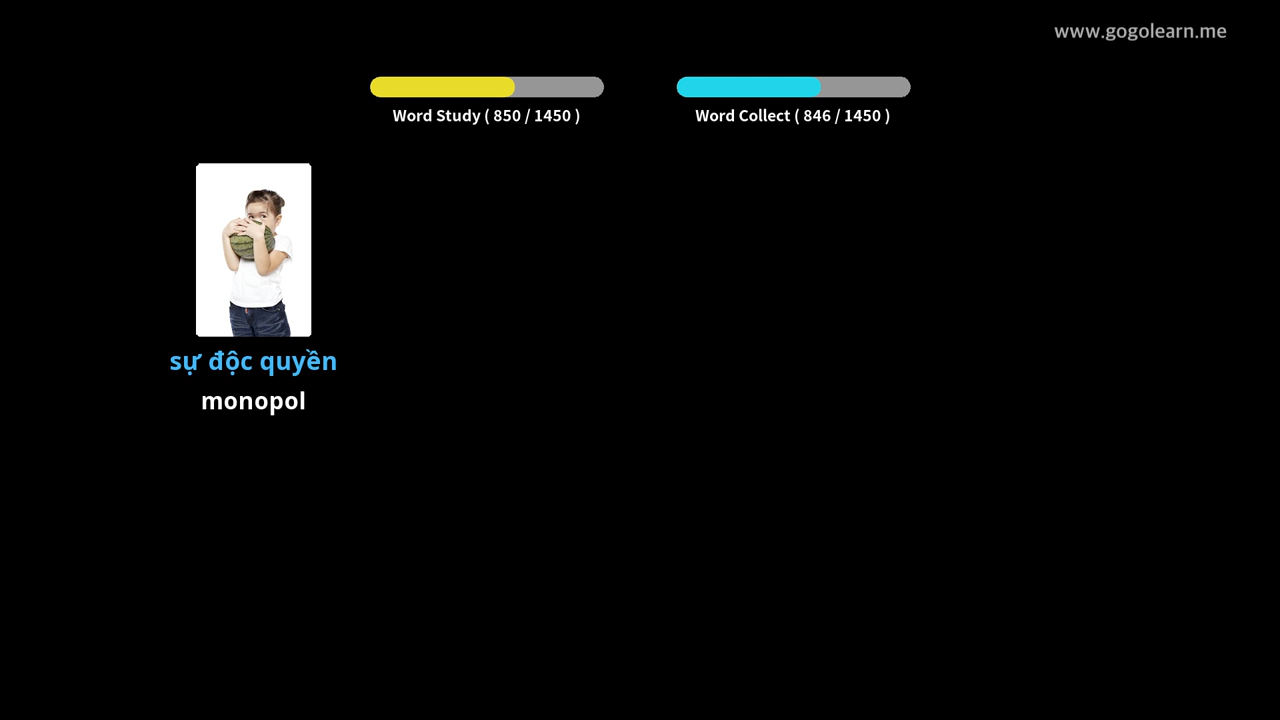 www.gogolearn.me
Word Study ( 850 / 1450 )
Word Collect ( 846 / 1450 )
sự độc quyền
monopol